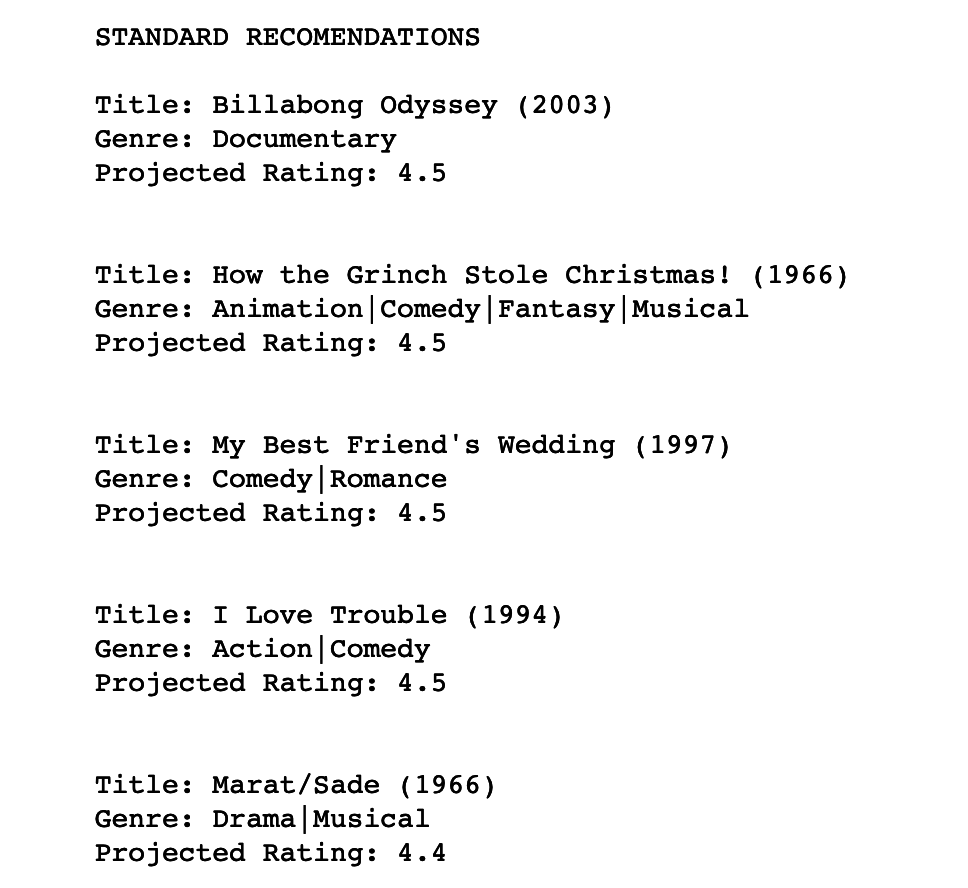 STANDARD RECOMENDATIONS
Title: Billabong Odyssey (2003)
Genre: Documentary
Projected Rating: 4.5
Title: How the Grinch Stole Christmas! (1966)
Genre: Animation|Comedy|Fantasy|Musical
Projected Rating: 4.5
Title: My Best Friend's Wedding (1997)
Genre: Comedy|Romance
Projected Rating: 4.5
Title: I Love Trouble (1994)
Genre: Action|Comedy
Projected Rating: 4.5
Title: Marat/Sade (1966)
Genre: Drama|Musical
Projected Rating: 4.4